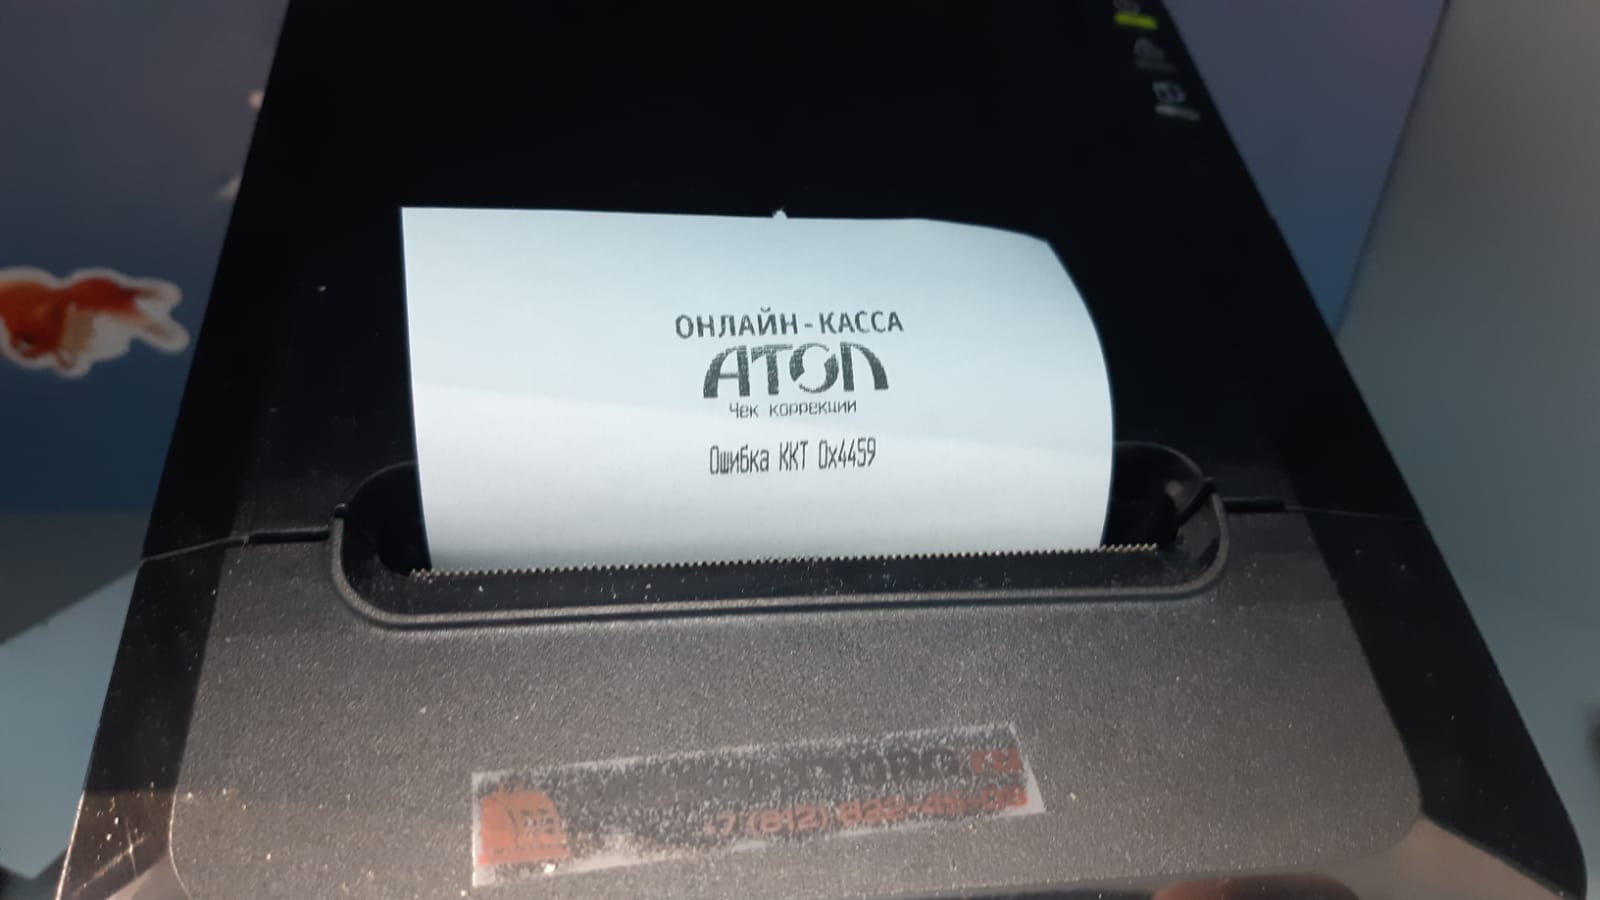 ОНЛАЙН-КАССА
АТОЛ
Чек коррекции
Ошибка ККТ 0x4459